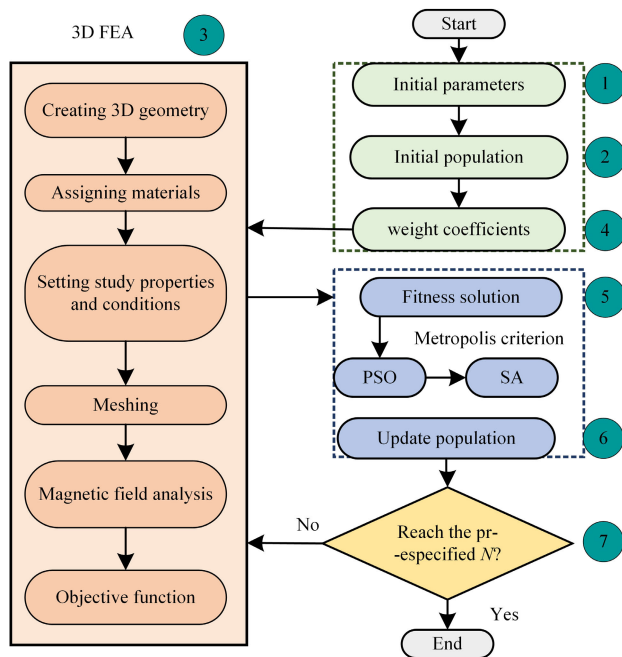 3D FEA
3
Creating 3D geometry
Assigning materials
Setting study properties
and conditions
Meshing
Magnetic field analysis
Objective function
Start
Initial parameters
1
Initial population
2
weight coefficients
4
Fitness solution
5
Metropolis criterion
PSO
SA
Update population
6
Reach the pr-
-especified N?
7
No
Yes
End